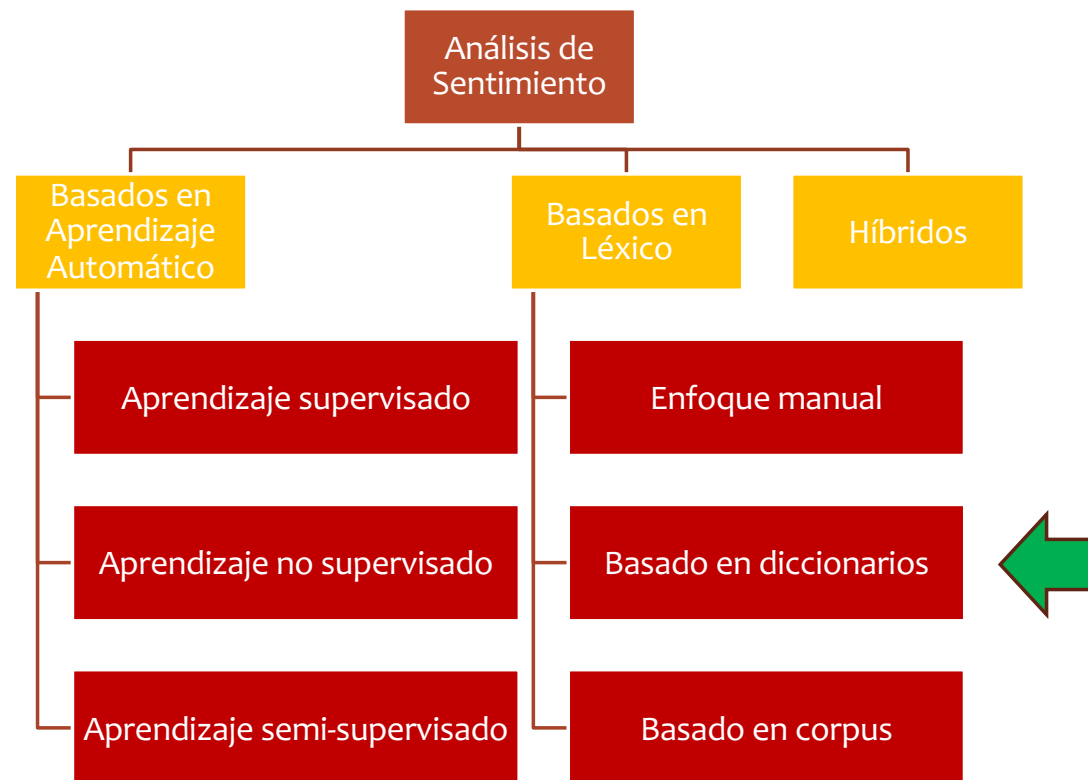 Análisis de
Sentimiento
Basados en
Aprendizaje
Automático
Basados en
Léxico
Híbridos
Aprendizaje supervisado
Enfoque manual
Aprendizaje no supervisado
Basado en diccionarios
Aprendizaje semi-supervisado
Basado en corpus